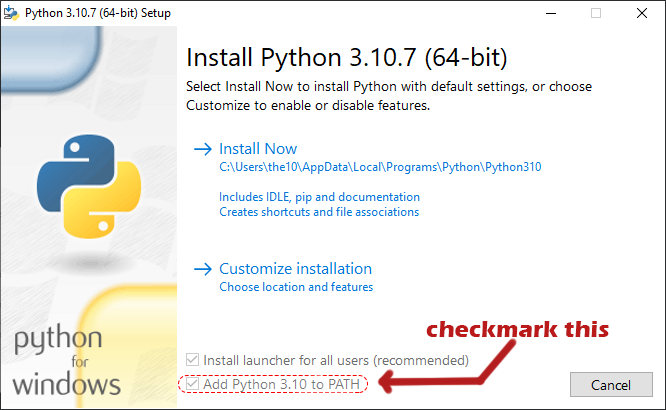 Python 3.10.7 (64-bit) Setup
Install Python 3.10.7 (64-bit)
Select Install Now to install Python with default settings, or choose
Customize to enable or disable features.
Install Now
C:\Users\the10\AppData\Local\Programs\Python\Python310
Includes IDLE, pip and documentation
Creates shortcuts and file associations
Customize installation
Choose location and features
checkmark this
Install launcher for all users (recommended)
Add Python 3.10 to PATH
Cancel
python
for
windows